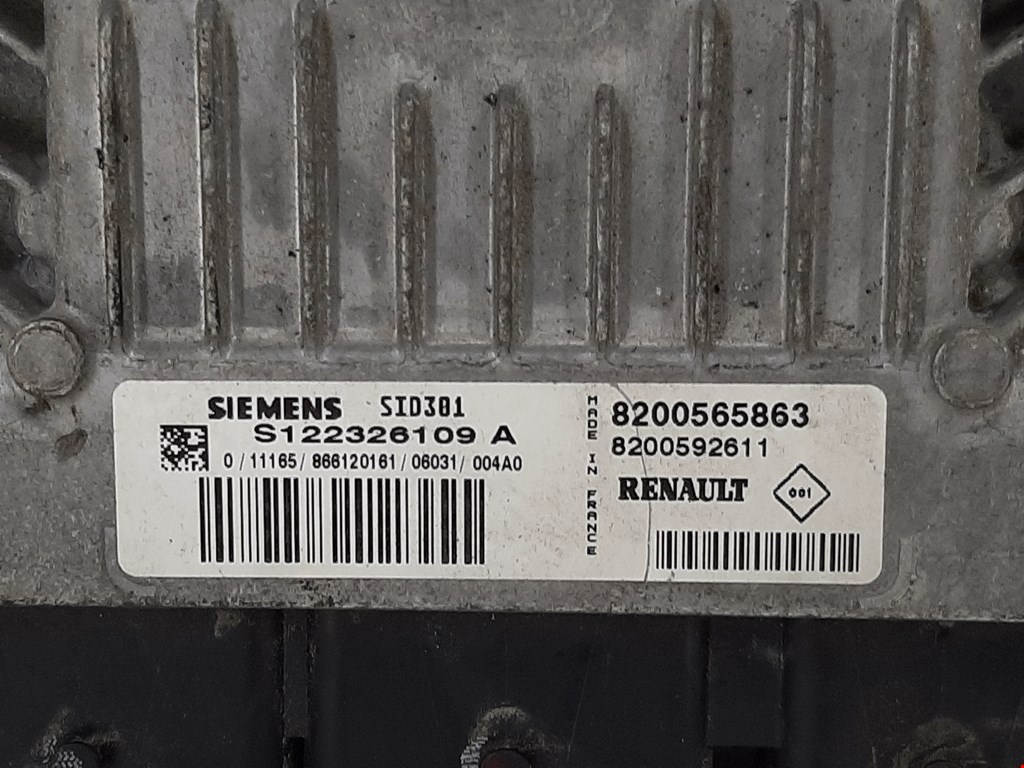 SIEMENS SID301
S122326109 A
0/11165/866120161/06031/004A0
MADE IN FRANCE
8200565863
8200592611
RENAULT 001